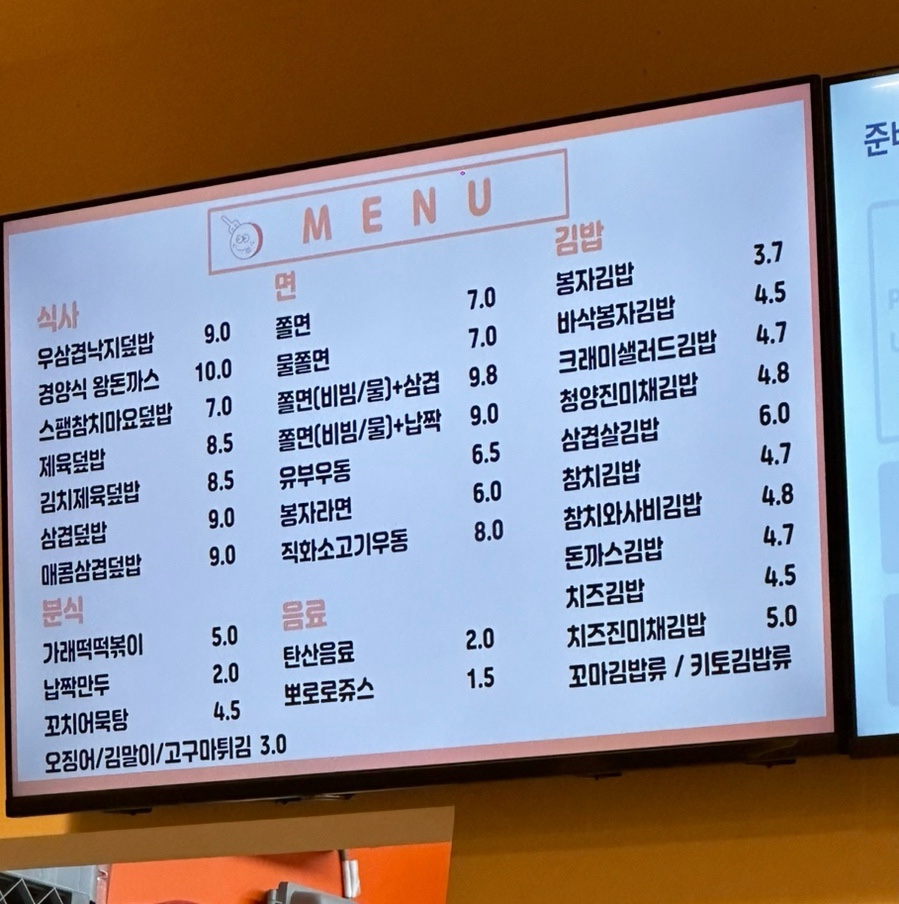 MENU
식사
우삼겹낙지덮밥 9.0
경양식 왕돈까스 10.0
스팸참치마요덮밥 7.0
제육덮밥 8.5
김치제육덮밥 8.5
삼겹덮밥 9.0
매콤삼겹덮밥 9.0
분식
가래떡떡볶이 5.0
납짝만두 2.0
꼬치어묵탕 4.5
오징어/김말이/고구마튀김 3.0
면
쫄면 7.0
물쫄면 7.0
쫄면(비빔/물)+삼겹 9.8
쫄면(비빔/물)+납짝 9.0
유부우동 6.5
봉자라면 6.0
직화소고기우동 8.0
음료
탄산음료 2.0
뽀로로쥬스 1.5
김밥
봉자김밥 3.7
바삭봉자김밥 4.5
크래미샐러드김밥 4.7
청양진미채김밥 4.8
삼겹살김밥 6.0
참치김밥 4.7
참치와사비김밥 4.8
돈까스김밥 4.7
치즈김밥 4.5
치즈진미채김밥 5.0
꼬마김밥류 / 키토김밥류